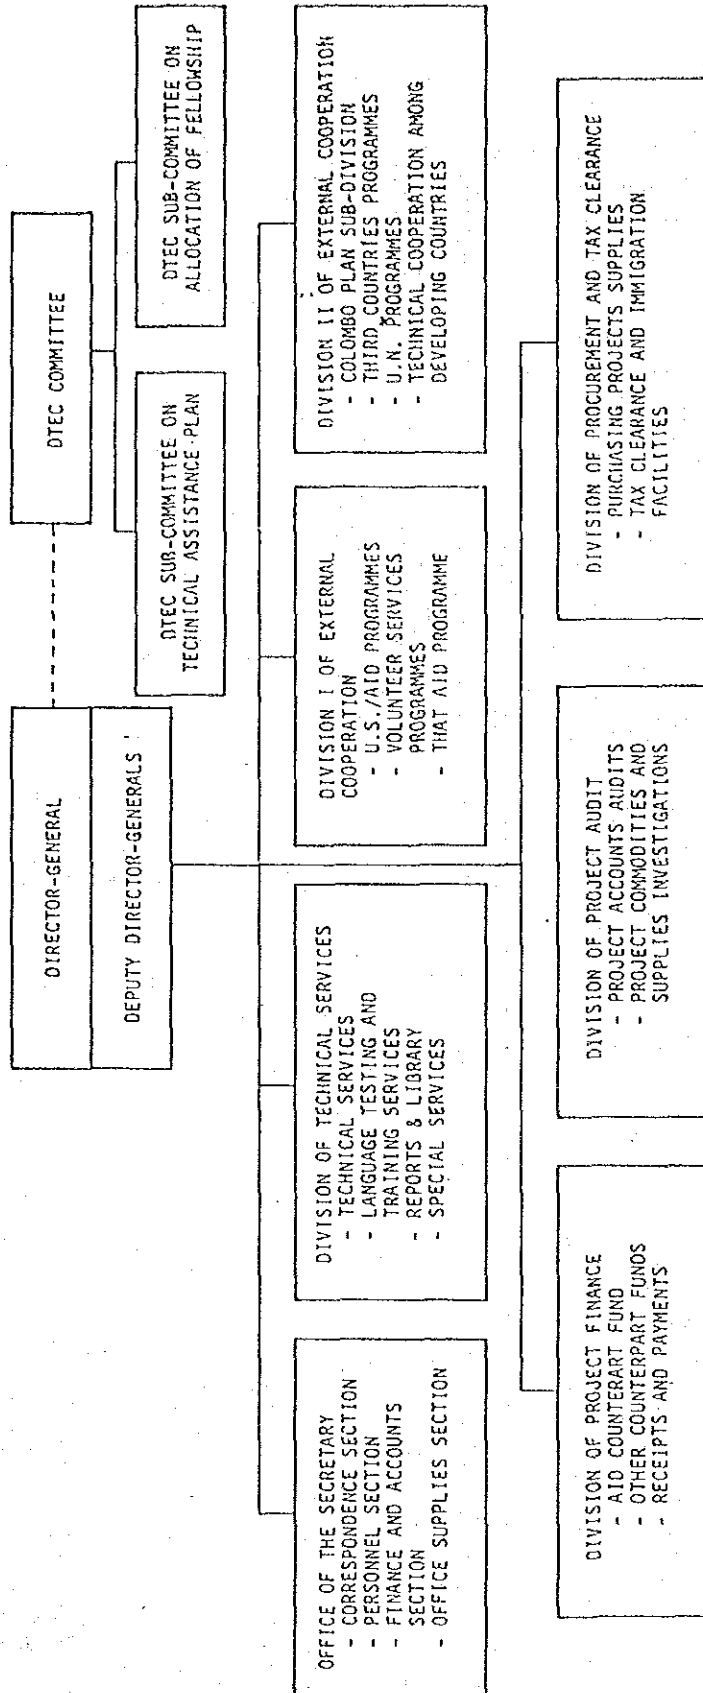 DIRECTOR-GENERAL
DEPUTY DIRECTOR-GENERALS
DTEC COMMITTEE
DTEC SUB-COMMITTEE ON
TECHNICAL ASSISTANCE PLAN
DTEC SUB-COMMITTEE ON
ALLOCATION OF FELLOWSHIP
OFFICE OF THE SECRETARY
- CORRESPONDENCE SECTION
- PERSONNEL SECTION
- FINANCE AND ACCOUNTS
SECTION
- OFFICE SUPPLIES SECTION
DIVISION OF TECHNICAL SERVICES
- TECHNICAL SERVICES
- LANGUAGE TESTING AND
TRAINING SERVICES
- REPORTS & LIBRARY
- SPECIAL SERVICES
DIVISION I OF EXTERNAL
COOPERATION
- U.S./AID PROGRAMMES
- VOLUNTEER SERVICES
PROGRAMMES
- THAT AID PROGRAMME
DIVISION II OF EXTERNAL COOPERATION
- COLOMBO PLAN SUB-DIVISION
- THIRD COUNTRIES PROGRAMMES
- U.N. PROGRAMMES
- TECHNICAL COOPERATION AMONG
DEVELOPING COUNTRIES
DIVISION OF PROJECT FINANCE
- AID COUNTERART FUND
- OTHER COUNTERPART FUNDS
- RECEIPTS AND PAYMENTS
DIVISION OF PROJECT AUDIT
- PROJECT ACCOUNTS AUDITS
- PROJECT COMMODITIES AND
SUPPLIES INVESTIGATIONS
DIVISION OF PROCUREMENT AND TAX CLEARANCE
- PURCHASING PROJECTS SUPPLIES
- TAX CLEARANCE AND IMMIGRATION
FACILITIES